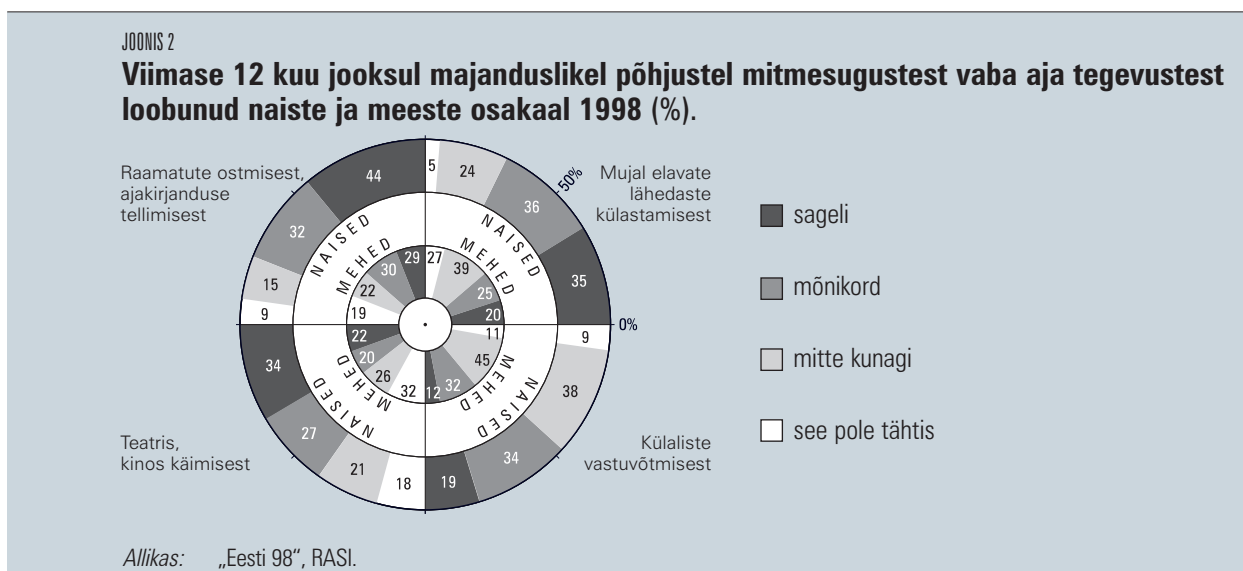 JOONIS 2
Viimase 12 kuu jooksul majanduslikel põhjustel mitmesugustest vaba aja tegevustest
loobunud naiste ja meeste osakaal 1998 (%).
Raamatute ostmisest,
ajakirjanduse
tellimisest
Mujal elavate
lähedaste
külastamisest
50%
0%
44
32
15
9
5
24
36
35
NAISED
NAISED
MEHED
MEHED
29
30
22
19
27
39
25
20
22
20
26
32
11
45
32
12
MEHED
MEHED
NAISED
NAISED
34
27
21
18
9
38
34
19
Teatris,
kinos käimisest
Külaliste
vastuvõtmisest
sageli
mõnikord
mitte kunagi
see pole tähtis
Allikas: „Eesti 98“, RASI.